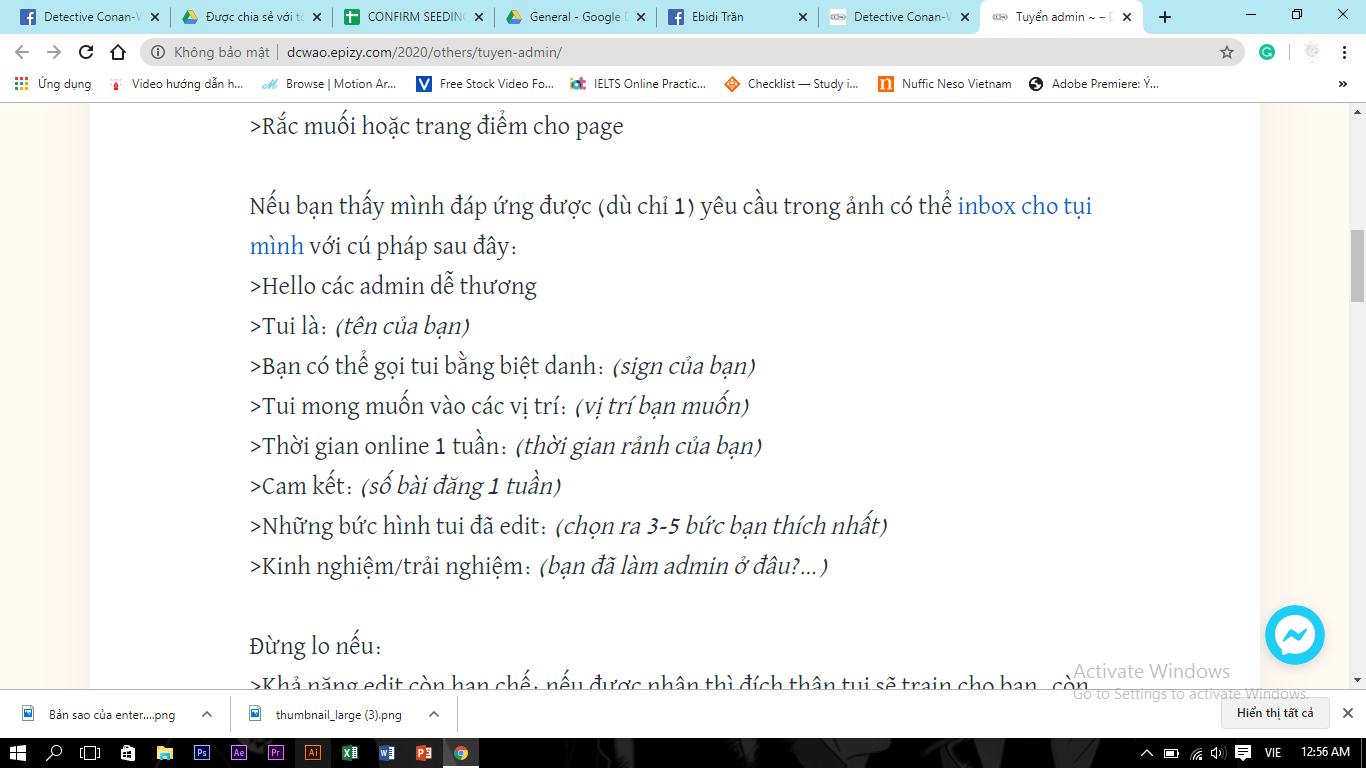 Detective Conan-W
Được chia sẻ với tô
CONFIRM SEEDING
General - Google D
Ebidi Trần
Detective Conan-W
Tuyển admin ~ – D
Không bảo mật | dcwao.epizy.com/2020/others/tuyen-admin/
Ứng dụng
Video hướng dẫn h...
Browse | Motion Ar...
Free Stock Video Fo...
IELTS Online Practic...
Checklist — Study i...
Nuffic Neso Vietnam
Adobe Premiere: Ý...
»
>Rắc muối hoặc trang điểm cho page
Nếu bạn thấy mình đáp ứng được (dù chỉ 1) yêu cầu trong ảnh có thể inbox cho tụi
mình với cú pháp sau đây:
>Hello các admin dễ thương
>Tui là: (tên của bạn)
>Bạn có thể gọi tui bằng biệt danh: (sign của bạn)
>Tui mong muốn vào các vị trí: (vị trí bạn muốn)
>Thời gian online 1 tuần: (thời gian rảnh của bạn)
>Cam kết: (số bài đăng 1 tuần)
>Những bức hình tui đã edit: (chọn ra 3-5 bức bạn thích nhất)
>Kinh nghiệm/trải nghiệm: (bạn đã làm admin ở đâu?...)
Đừng lo nếu:
>Khả năng edit còn hạn chế: nếu được nhận thì đích thân tui sẽ train cho bạn, còn
Activate Windows
Go to Settings to activate Windows.
Bản sao của enter....png
thumbnail_large (3).png
Hiển thị tất cả
Ps
Ae
Pr
Ai
VIE
12:56 AM